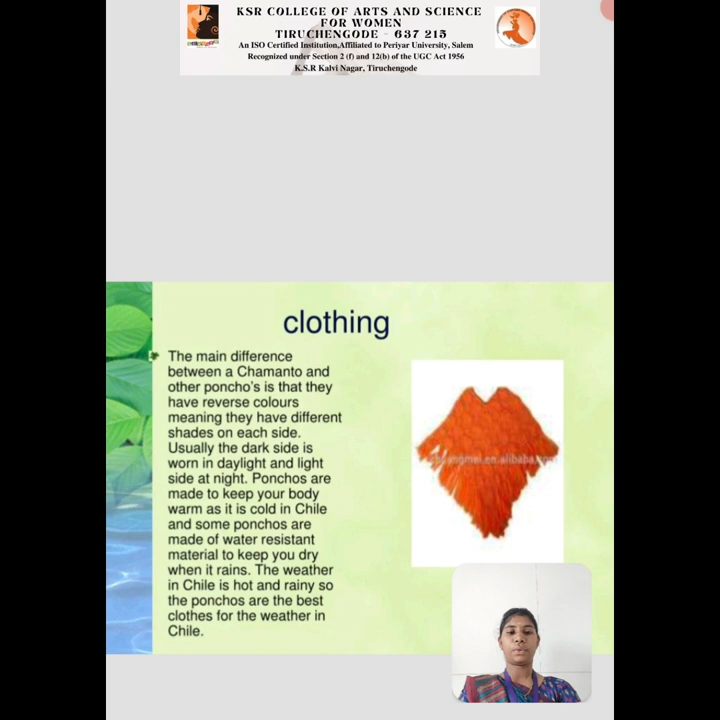 KSR COLLEGE OF ARTS AND SCIENCE
FOR WOMEN
TIRUCHENGODE - 637 215
An ISO Certified Institution,Affiliated to Periyar University, Salem
Recognized under Section 2 (f) and 12(b) of the UGC Act 1956
K.S.R Kalvi Nagar, Tiruchengode
clothing
The main difference
between a Chamanto and
other poncho's is that they
have reverse colours
meaning they have different
shades on each side.
Usually the dark side is
worn in daylight and light
side at night. Ponchos are
made to keep your body
warm as it is cold in Chile
and some ponchos are
made of water resistant
material to keep you dry
when it rains. The weather
in Chile is hot and rainy so
the ponchos are the best
clothes for the weather in
Chile.